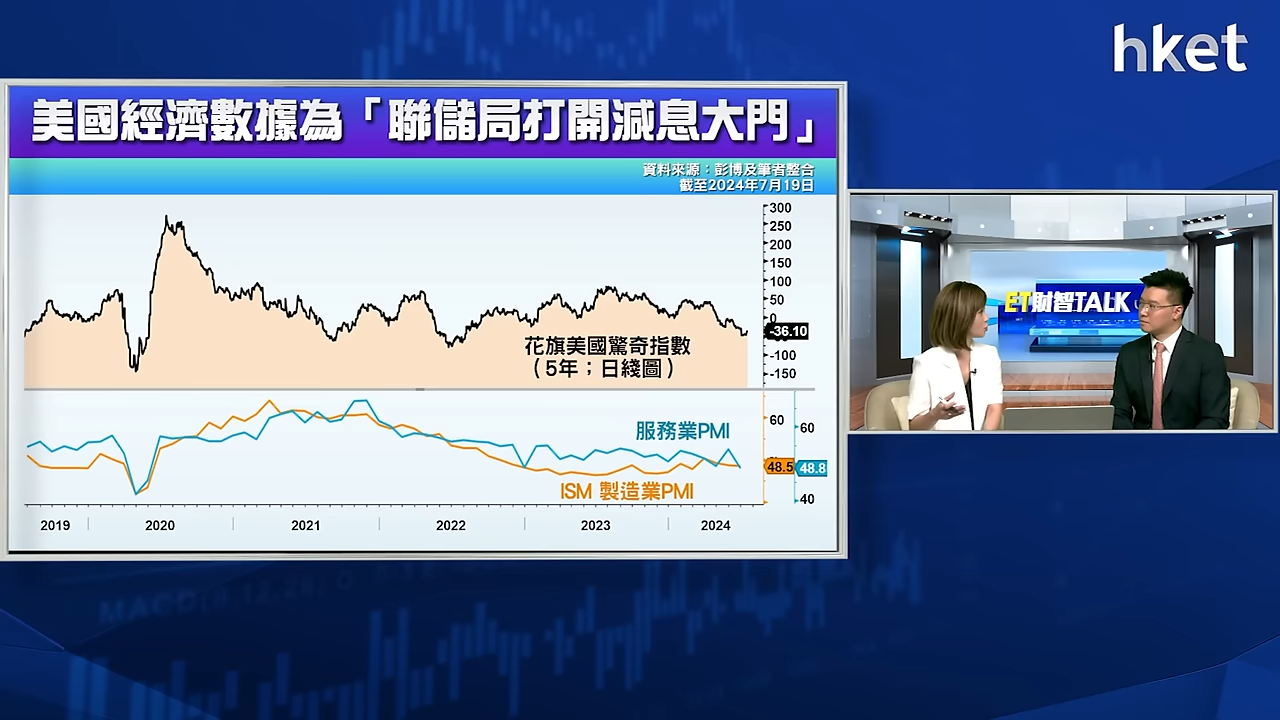 hket
美國經濟數據為「聯儲局打開減息大門」
資料來源：彭博及筆者整合
截至2024年7月19日
300
250
200
150
100
50
0
-36.10
-100
-150
花旗美國驚奇指數
（5年；日綫圖）
60
60
服務業PMI
48.5
48.8
ISM 製造業PMI
40
2019 2020 2021 2022 2023 2024
ET財智TALK